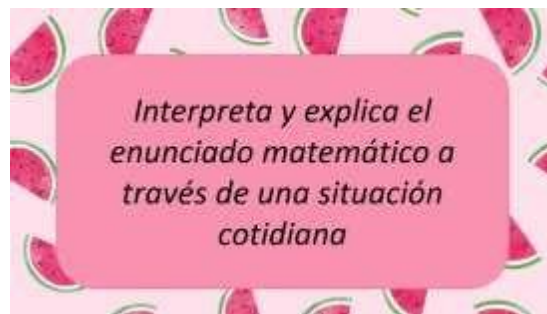 Interpreta y explica el
enunciado matemático a
través de una situación
cotidiana